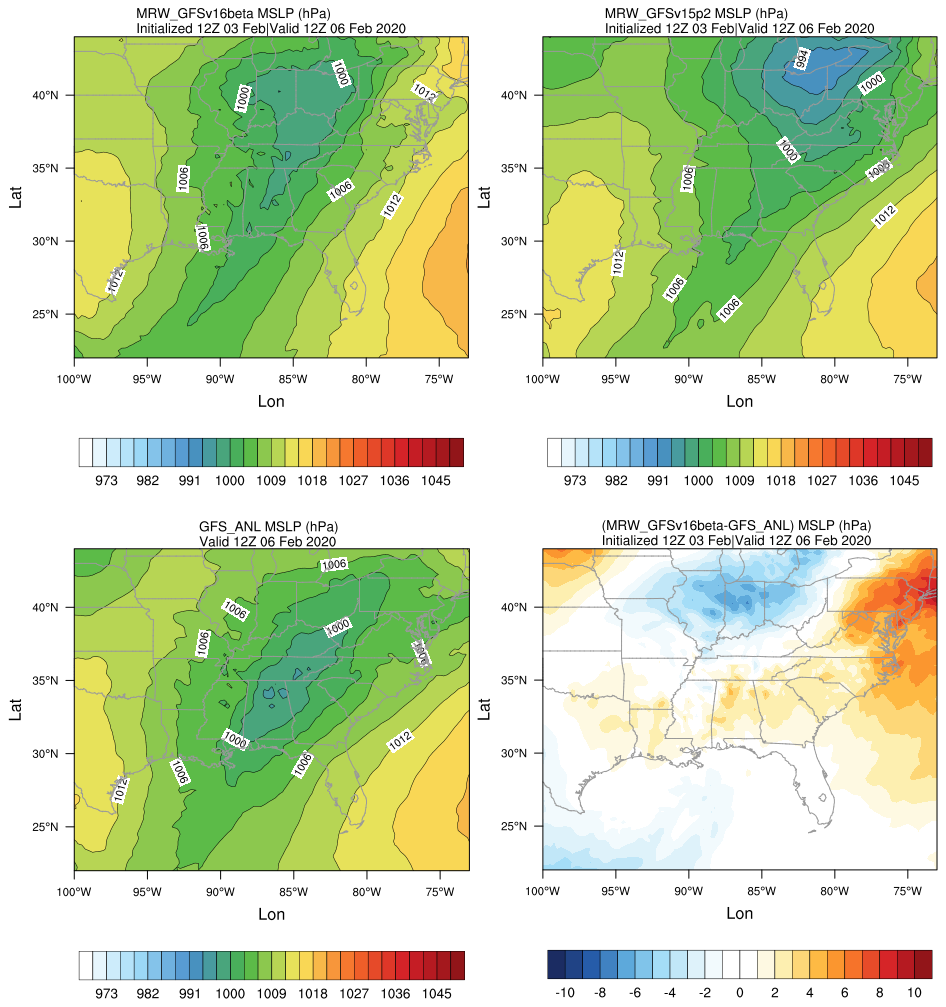 MRW_GFSv16beta MSLP (hPa)
Initialized 12Z 03 Feb|Valid 12Z 06 Feb 2020
1000
1000
1012
40°N
35°N
1006
1006
1012
Lat
1006
30°N
1012
25°N
100°W 95°W 90°W 85°W 80°W 75°W
Lon
973 982 991 1000 1009 1018 1027 1036 1045
MRW_GFSv15p2 MSLP (hPa)
Initialized 12Z 03 Feb|Valid 12Z 06 Feb 2020
994
1000
40°N
1000
35°N
1006
1006
1012
Lat
30°N
1012
1006
1006
25°N
100°W 95°W 90°W 85°W 80°W 75°W
Lon
973 982 991 1000 1009 1018 1027 1036 1045
GFS_ANL MSLP (hPa)
Valid 12Z 06 Feb 2020
1006
40°N
1006
1000
1006
1006
35°N
Lat
1000
1012
30°N
1006
1006
1012
25°N
100°W 95°W 90°W 85°W 80°W 75°W
Lon
973 982 991 1000 1009 1018 1027 1036 1045
(MRW_GFSv16beta-GFS_ANL) MSLP (hPa)
Initialized 12Z 03 Feb|Valid 12Z 06 Feb 2020
40°N
35°N
Lat
30°N
25°N
100°W 95°W 90°W 85°W 80°W 75°W
Lon
-10 -8 -6 -4 -2 0 2 4 6 8 10